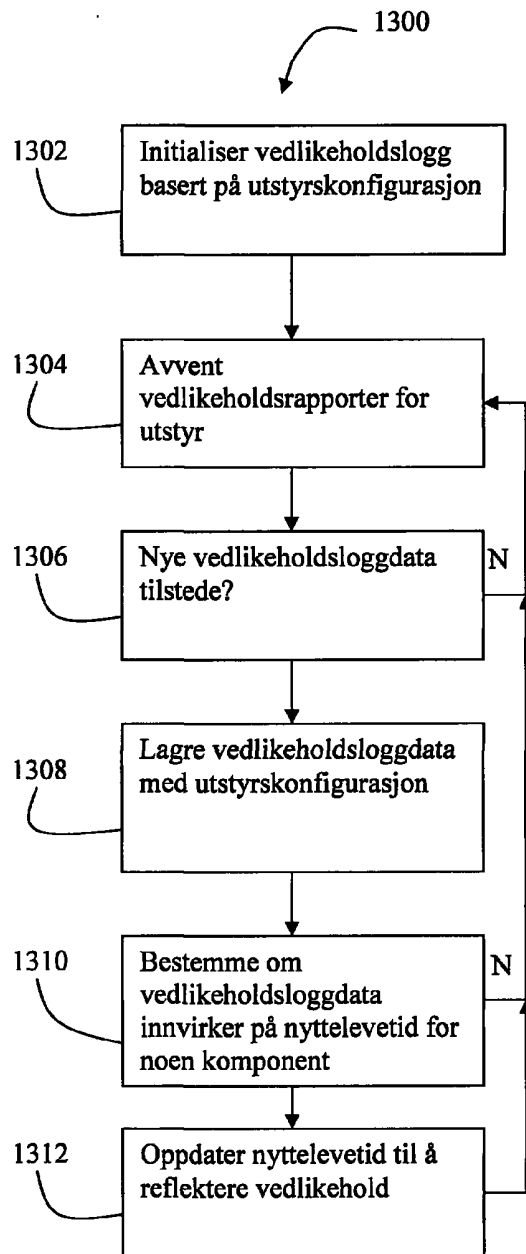 1300
1302
Initialiser vedlikeholdslogg
basert på utstyrskonfigurasjon
1304
Avvent
vedlikeholdsrapporter for
utstyr
1306
Nye vedlikeholdsloggdata
tilstede?
N
1308
Lagre vedlikeholdsloggdata
med utstyrskonfigurasjon
1310
Bestemme om
vedlikeholdsloggdata
innvirker på nyttelevetid for
noen komponent
N
1312
Oppdater nyttelevetid til å
reflektere vedlikehold